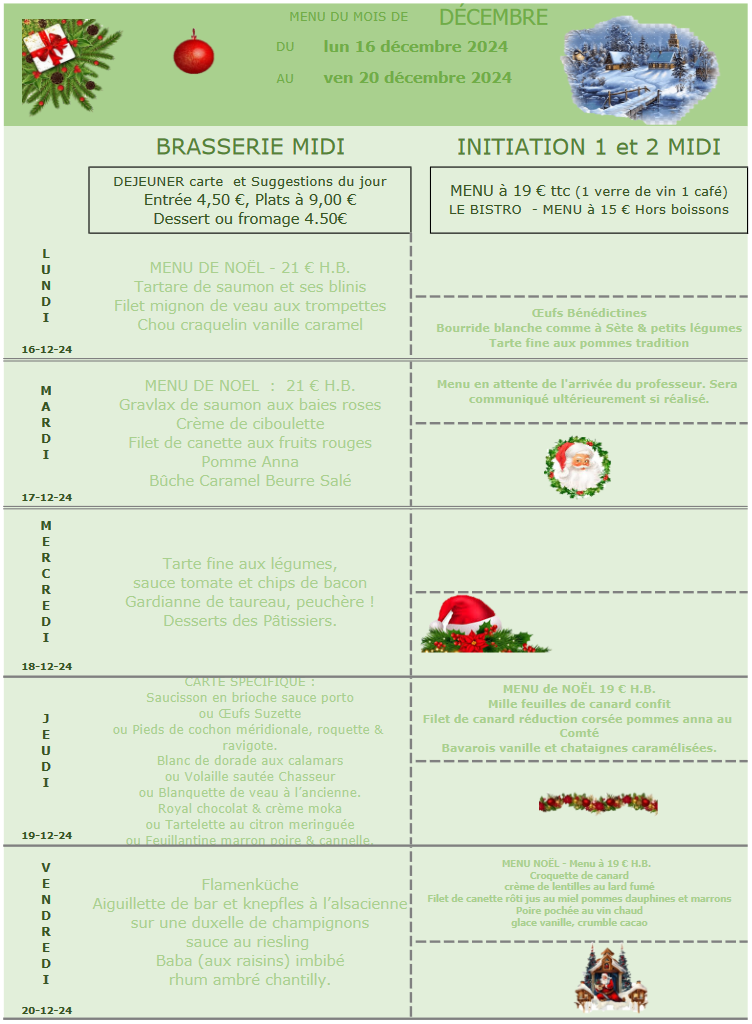 MENU DU MOIS DE DÉCEMBRE
DU lun 16 décembre 2024
AU ven 20 décembre 2024
BRASSERIE MIDI
INITIATION 1 et 2 MIDI
DEJEUNER carte et Suggestions du jour
Entrée 4,50 €, Plats à 9,00 €
Dessert ou fromage 4.50€
MENU à 19 € ttc (1 verre de vin 1 café)
LE BISTRO - MENU à 15 € Hors boissons
LUNDI
16-12-24
MENU DE NOËL - 21 € H.B.
Tartare de saumon et ses blinis
Filet mignon de veau aux trompettes
Chou craquelin vanille caramel
Œufs Bénédictines
Bourride blanche comme à Sète & petits légumes
Tarte fine aux pommes tradition
MARDI
17-12-24
MENU DE NOEL : 21 € H.B.
Gravlax de saumon aux baies roses
Crème de ciboulette
Filet de canette aux fruits rouges
Pomme Anna
Bûche Caramel Beurre Salé
Menu en attente de l'arrivée du professeur. Sera
communiqué ultérieurement si réalisé.
MERCREDI
18-12-24
Tarte fine aux légumes,
sauce tomate et chips de bacon
Gardianne de taureau, peuchère !
Desserts des Pâtissiers.
JEUDI
19-12-24
CARTE SPECIFIQUE :
Saucisson en brioche sauce porto
ou Œufs Suzette
ou Pieds de cochon méridionale, roquette &
ravigote.
Blanc de dorade aux calamars
ou Volaille sautée Chasseur
ou Blanquette de veau à l’ancienne.
Royal chocolat & crème moka
ou Tartelette au citron meringuée
ou Feuillantine marron poire & cannelle.
MENU de NOËL 19 € H.B.
Mille feuilles de canard confit
Filet de canard réduction corsée pommes anna au
Comté
Bavarois vanille et chataignes caramélisées.
VENDREDI
20-12-24
Flamenküche
Aiguillette de bar et knepfles à l’alsacienne
sur une duxelle de champignons
sauce au riesling
Baba (aux raisins) imbibé
rhum ambré chantilly.
MENU NOËL - Menu à 19 € H.B.
Croquette de canard
crème de lentilles au lard fumé
Filet de canette rôti jus au miel pommes dauphines et marrons
Poire pochée au vin chaud
glace vanille, crumble cacao